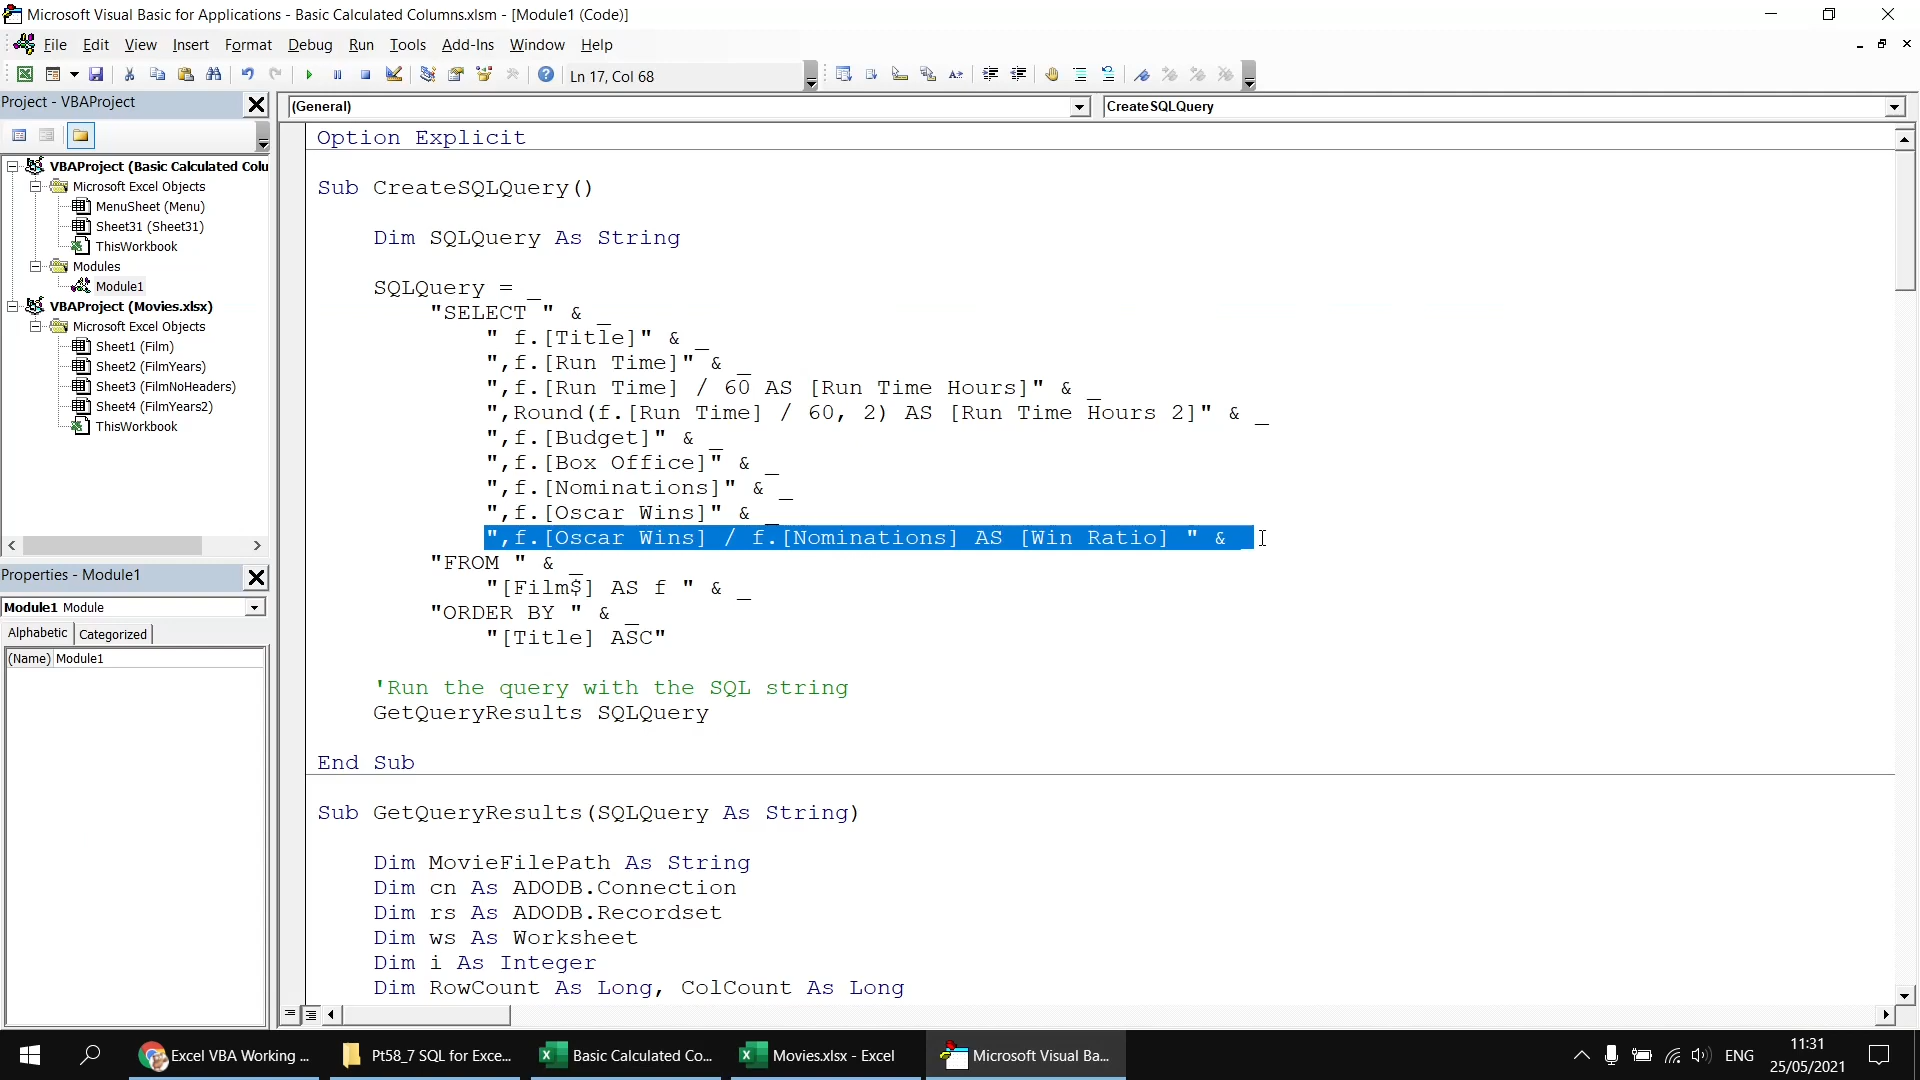 Microsoft Visual Basic for Applications - Basic Calculated Columns.xlsm - [Module1 (Code)]
File Edit View Insert Format Debug Run Tools Add-Ins Window Help
Ln 17, Col 68
Project - VBAProject
(General)
CreateSQLQuery
VBAProject (Basic Calculated Colu
Microsoft Excel Objects
MenuSheet (Menu)
Sheet31 (Sheet31)
ThisWorkbook
Modules
Module1
VBAProject (Movies.xlsx)
Microsoft Excel Objects
Sheet1 (Film)
Sheet2 (FilmYears)
Sheet3 (FilmNoHeaders)
Sheet4 (FilmYears2)
ThisWorkbook
Properties - Module1
Module1 Module
Alphabetic Categorized
(Name) Module1
Option Explicit
Sub CreateSQLQuery()
Dim SQLQuery As String
SQLQuery = _
"SELECT " & _
" f.[Title]" & _
",f.[Run Time]" & _
",f.[Run Time] / 60 AS [Run Time Hours]" & _
",Round(f.[Run Time] / 60, 2) AS [Run Time Hours 2]" & _
",f.[Budget]" & _
",f.[Box Office]" & _
",f.[Nominations]" & _
",f.[Oscar Wins]" & _
",f.[Oscar Wins] / f.[Nominations] AS [Win Ratio] " & _
"FROM " & _
"[Film$] AS f " & _
"ORDER BY " & _
"[Title] ASC"
'Run the query with the SQL string
GetQueryResults SQLQuery
End Sub
Sub GetQueryResults(SQLQuery As String)
Dim MovieFilePath As String
Dim cn As ADODB.Connection
Dim rs As ADODB.Recordset
Dim ws As Worksheet
Dim i As Integer
Dim RowCount As Long, ColCount As Long
Excel VBA Working ...
Pt58_7 SQL for Exce...
Basic Calculated Co...
Movies.xlsx - Excel
Microsoft Visual Ba...
ENG
11:31
25/05/2021